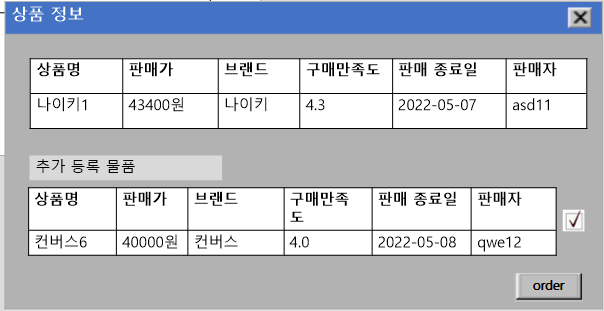 상품 정보
상품명 판매가 브랜드 구매만족도 판매 종료일 판매자
나이키1 43400원 나이키 4.3 2022-05-07 asd11
추가 등록 물품
상품명 판매가 브랜드 구매만족
도 판매 종료일 판매자
컨버스6 40000원 컨버스 4.0 2022-05-08 qwe12
order